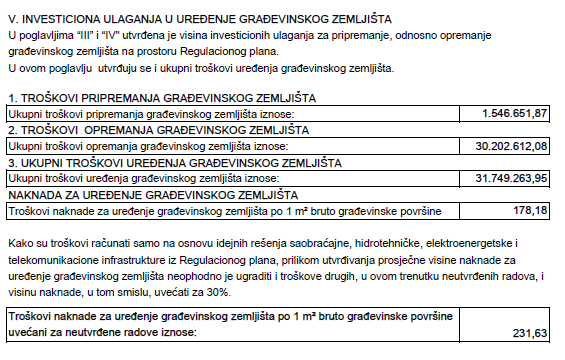 V. INVESTICIONA ULAGANJA U UREĐENJE GRAĐEVINSKOG ZEMLJIŠTA
U poglavljima “III” i “IV” utvrđena je visina investicionih ulaganja za pripremanje, odnosno opremanje
građevinskog zemljišta na prostoru Regulacionog plana.
U ovom poglavlju utvrđuju se i ukupni troškovi uređenja građevinskog zemljišta.
1. TROŠKOVI PRIPREMANJA GRAĐEVINSKOG ZEMLJIŠTA
Ukupni troškovi pripremanja građevinskog zemljišta iznose: 1.546.651,87
2. TROŠKOVI OPREMANJA GRAĐEVINSKOG ZEMLJIŠTA
Ukupni troškovi opremanja građevinskog zemljišta iznose: 30.202.612,08
3. UKUPNI TROŠKOVI UREĐENJA GRAĐEVINSKOG ZEMLJIŠTA
Ukupni troškovi uređenja građevinskog zemljišta iznose: 31.749.263,95
NAKNADA ZA UREĐENJE GRAĐEVINSKOG ZEMLJIŠTA
Troškovi naknade za uređenje građevinskog zemljišta po 1 m² bruto građevinske površine 178,18
Kako su troškovi računati samo na osnovu idejnih rešenja saobraćajne, hidrotehničke, elektroenergetske i
telekomunikacione infrastrukture iz Regulacionog plana, prilikom utvrđivanja prosječne visine naknade za
uređenje građevinskog zemljišta neophodno je ugraditi i troškove drugih, u ovom trenutku neutvrđenih radova, i
visinu naknade, u tom smislu, uvećati za 30%.
Troškovi naknade za uređenje građevinskog zemljišta po 1 m² bruto građevinske površine
uvećani za neutvrđene radove iznose: 231,63